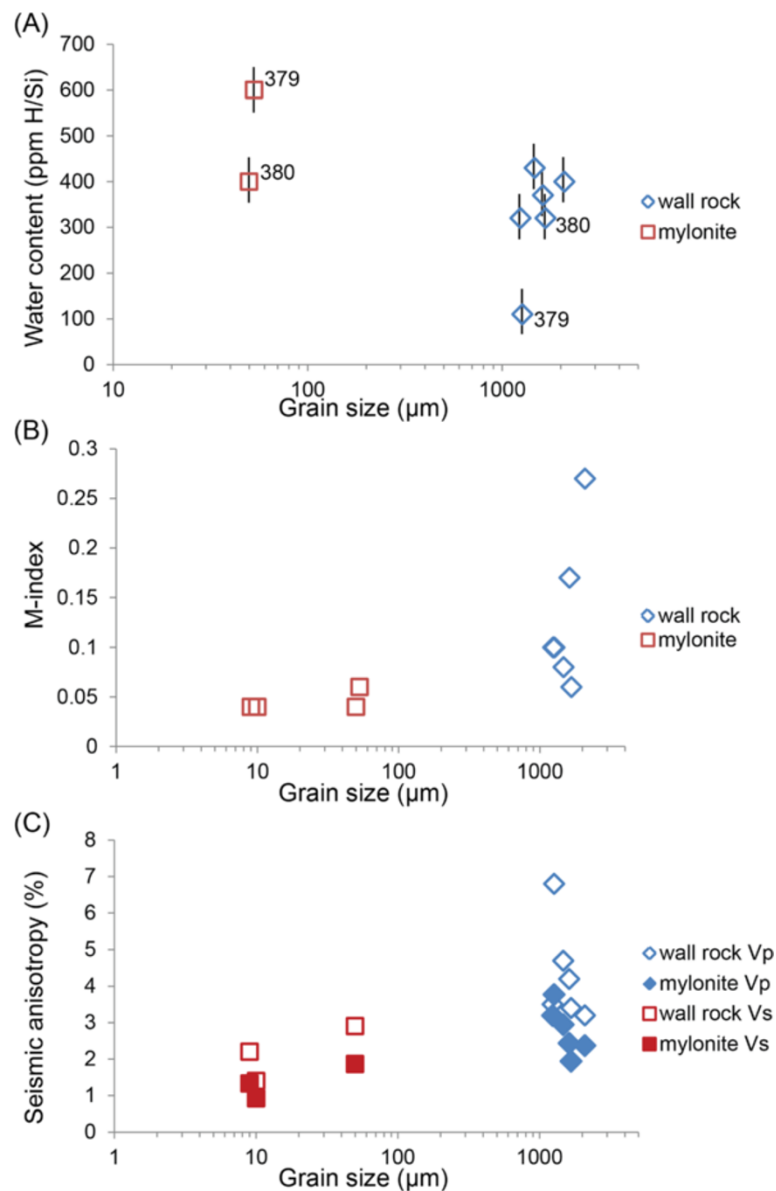 (A)
700
600
500
400
300
200
100
0
Water content (ppm H/Si)
379
380
380
379
wall rock
mylonite
10
100
1000
Grain size (µm)
(B)
0.3
0.25
0.2
0.15
0.1
0.05
0
M-index
wall rock
mylonite
1
10
100
1000
Grain size (µm)
(C)
8
7
6
5
4
3
2
1
0
Seismic anisotropy (%)
wall rock Vp
mylonite Vp
wall rock Vs
mylonite Vs
1
10
100
1000
Grain size (µm)